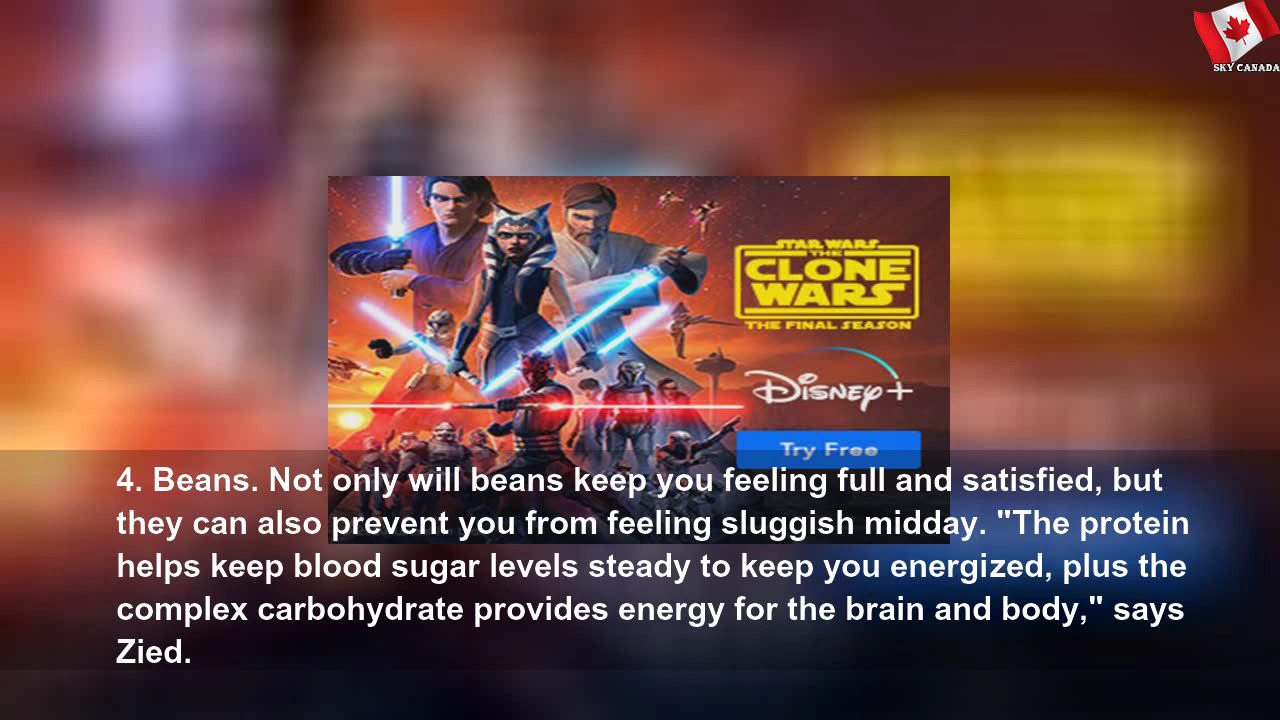 SKY CANADA
STAR WARS
THE
CLONE
WARS
THE FINAL SEASON
Disney+
Try Free
4. Beans. Not only will beans keep you feeling full and satisfied, but
they can also prevent you from feeling sluggish midday. "The protein
helps keep blood sugar levels steady to keep you energized, plus the
complex carbohydrate provides energy for the brain and body," says
Zied.